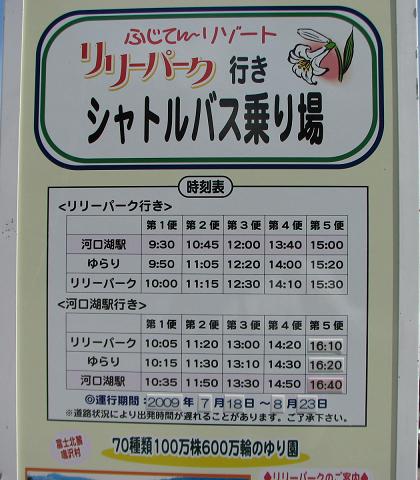 ふじてん〜リゾート
リリーパーク 行き
シャトルバス乗り場
時刻表
<リリーパーク行き>
第1便 第2便 第3便 第4便 第5便
河口湖駅 9:30 10:45 12:00 13:40 15:00
ゆらり 9:50 11:05 12:20 14:00 15:20
リリーパーク 10:00 11:15 12:30 14:10 15:30
<河口湖駅行き>
第1便 第2便 第3便 第4便 第5便
リリーパーク 10:05 11:20 13:00 14:20 16:10
ゆらり 10:15 11:30 13:10 14:30 16:20
河口湖駅 10:35 11:50 13:30 14:50 16:40
◎運行期間:2009年 7月18日〜8月23日
※道路状況により出発時間が遅れることがあります。ご了承下さい。
富士北麓
鳴沢村
70種類100万株600万輪のゆり園
◆リリーパークのご案内◆